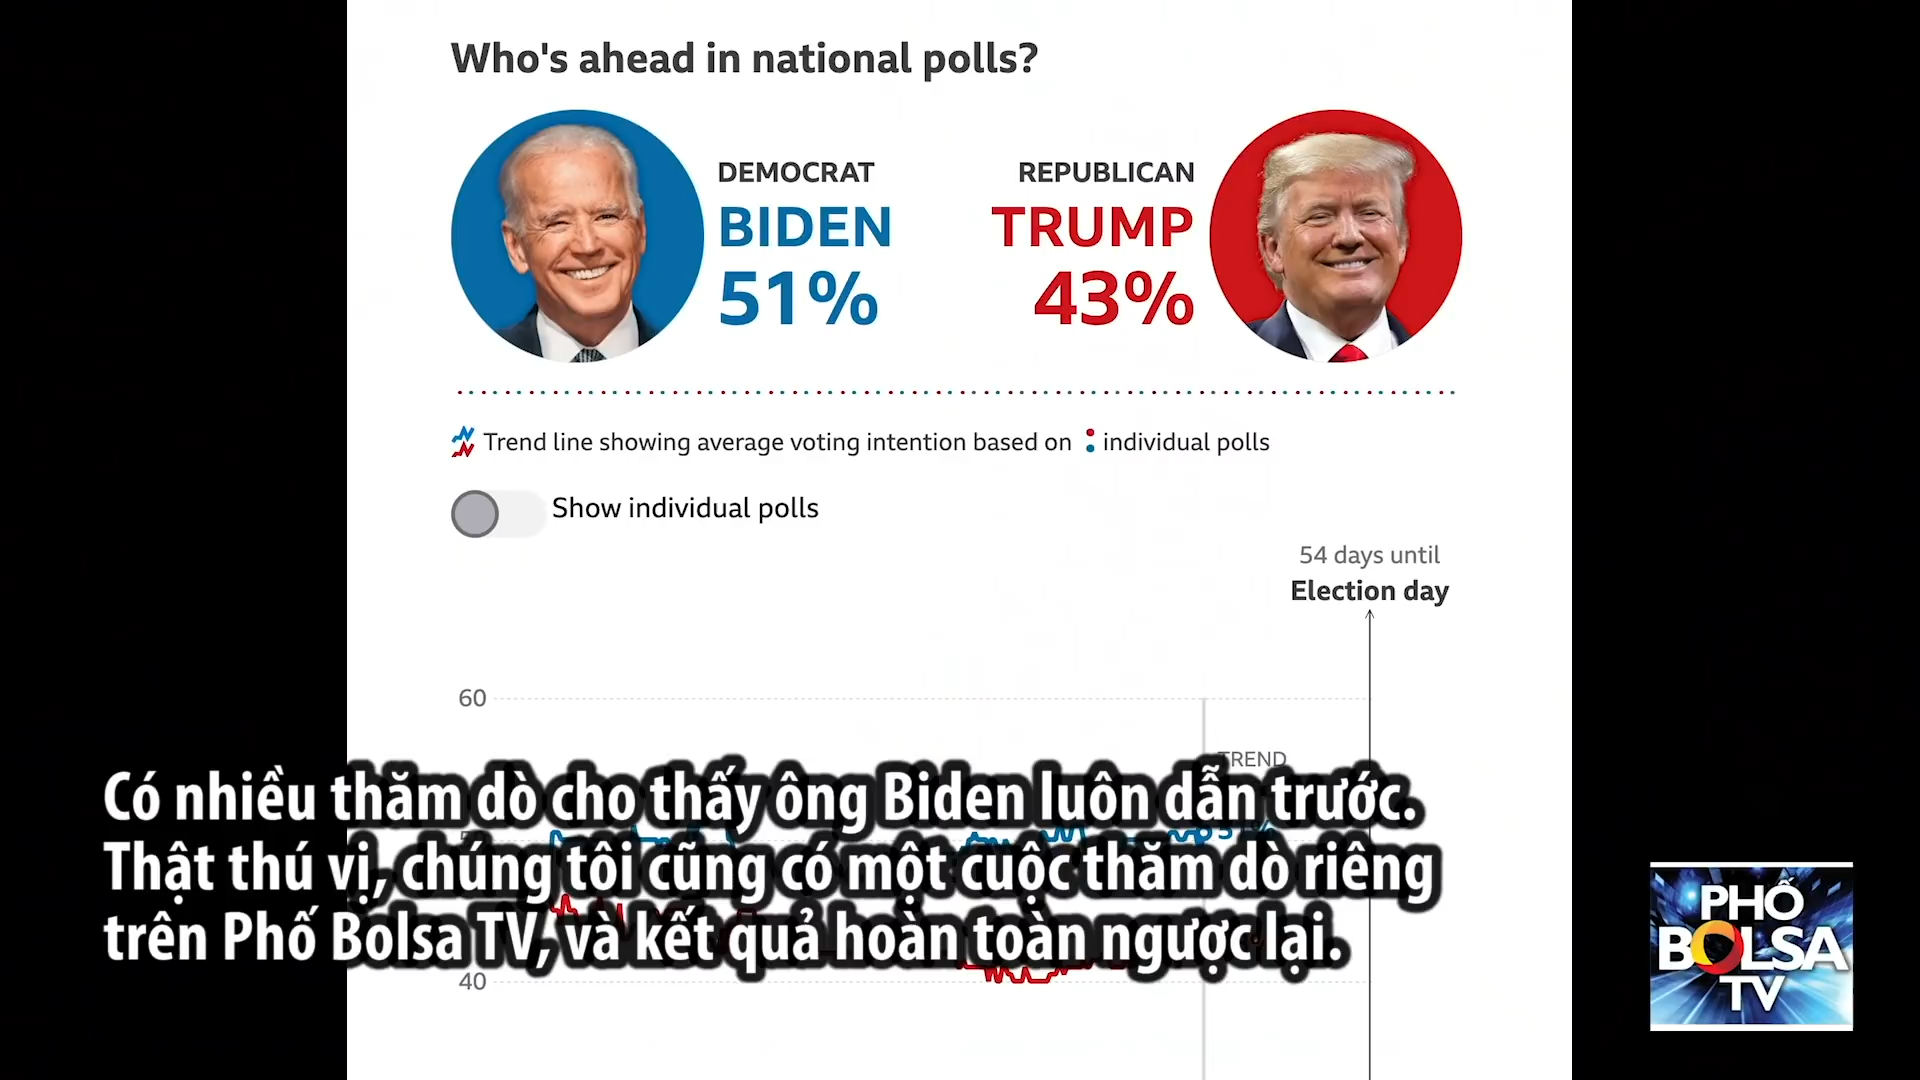 Who's ahead in national polls?
DEMOCRAT
BIDEN
51%
REPUBLICAN
TRUMP
43%
Trend line showing average voting intention based on individual polls
Show individual polls
54 days until
Election day
60
TREND
Có nhiều thăm dò cho thấy ông Biden luôn dẫn trước.
Thật thú vị, chúng tôi cũng có một cuộc thăm dò riêng
trên Phố Bolsa TV, và kết quả hoàn toàn ngược lại.
40
PHỐ
BOLSA
TV